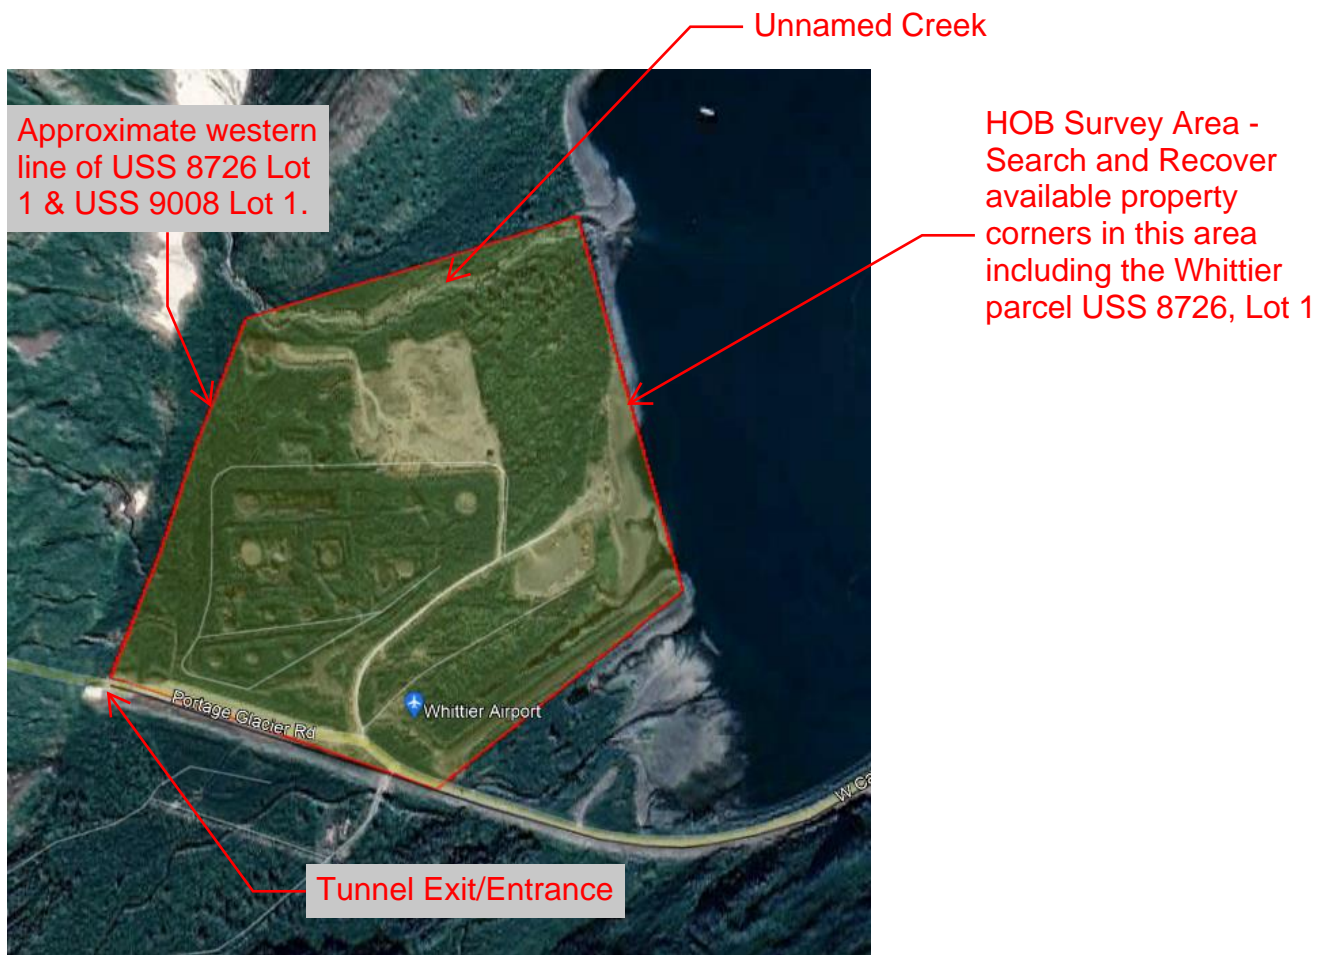 Unnamed Creek
Approximate western
line of USS 8726 Lot
1 & USS 9008 Lot 1.
HOB Survey Area -
Search and Recover
available property
corners in this area
including the Whittier
parcel USS 8726, Lot 1
Portage Glacier Rd
Whittier Airport
W Ca
Tunnel Exit/Entrance